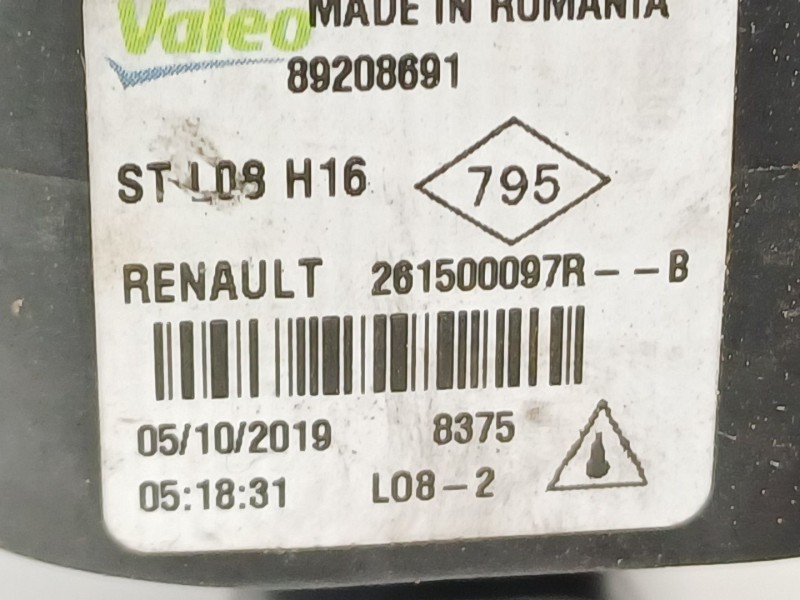 Valeo MADE IN ROMANIA
89208691
ST L08 H16 795
RENAULT 261500097R--B
05/10/2019 8375
05:18:31 L08-2